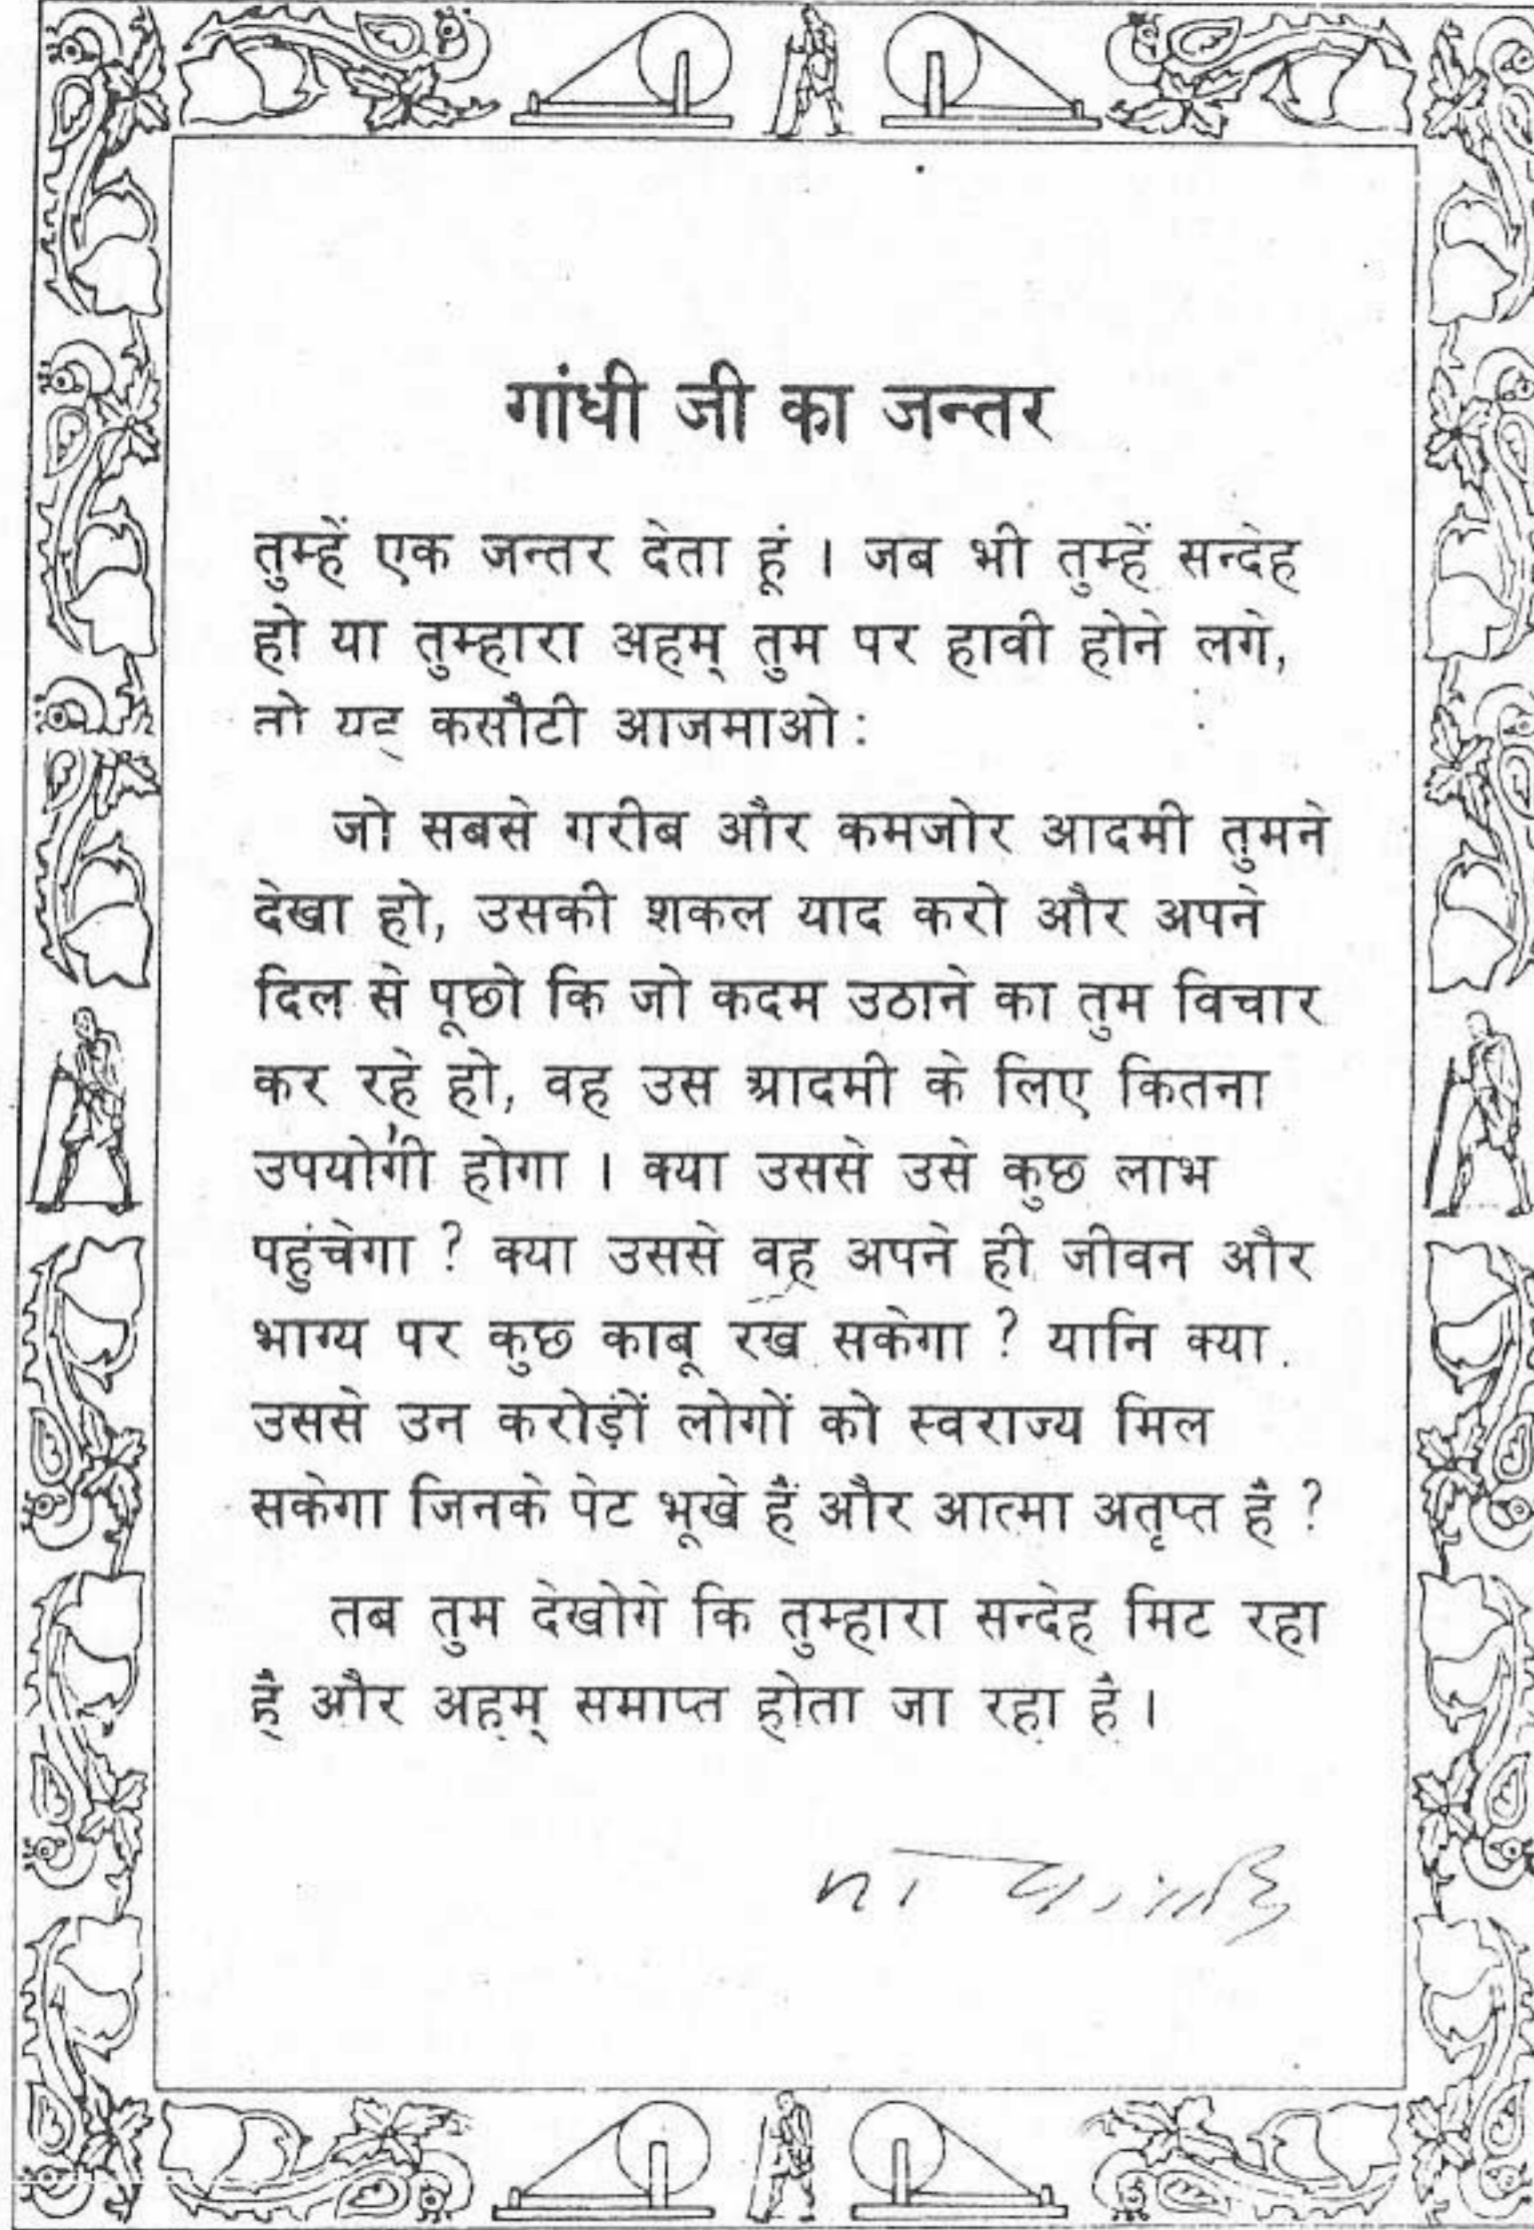 गांधी जी का जन्तर
तुम्हें एक जन्तर देता हूं । जब भी तुम्हें सन्देह
हो या तुम्हारा अहम् तुम पर हावी होने लगे,
तो यह कसौटी आजमाओ :
जो सबसे गरीब और कमजोर आदमी तुमने
देखा हो, उसकी शकल याद करो और अपने
दिल से पूछो कि जो कदम उठाने का तुम विचार
कर रहे हो, वह उस आदमी के लिए कितना
उपयोगी होगा । क्या उससे उसे कुछ लाभ
पहुंचेगा ? क्या उससे वह अपने ही जीवन और
भाग्य पर कुछ काबू रख सकेगा ? यानि क्या
उससे उन करोड़ों लोगों को स्वराज्य मिल
सकेगा जिनके पेट भूखे हैं और आत्मा अतृप्त है ?
तब तुम देखोगे कि तुम्हारा सन्देह मिट रहा
है और अहम् समाप्त होता जा रहा है ।